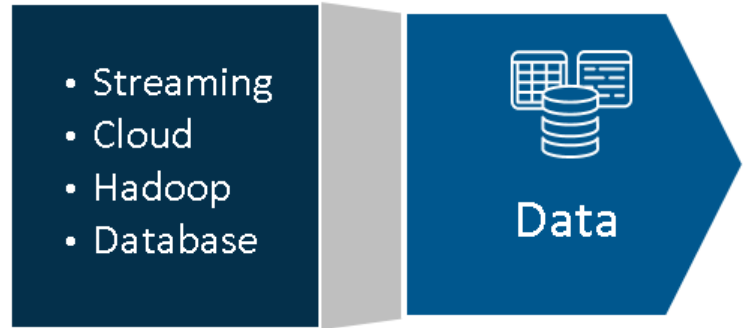 • Streaming
• Cloud
• Hadoop
• Database
Data